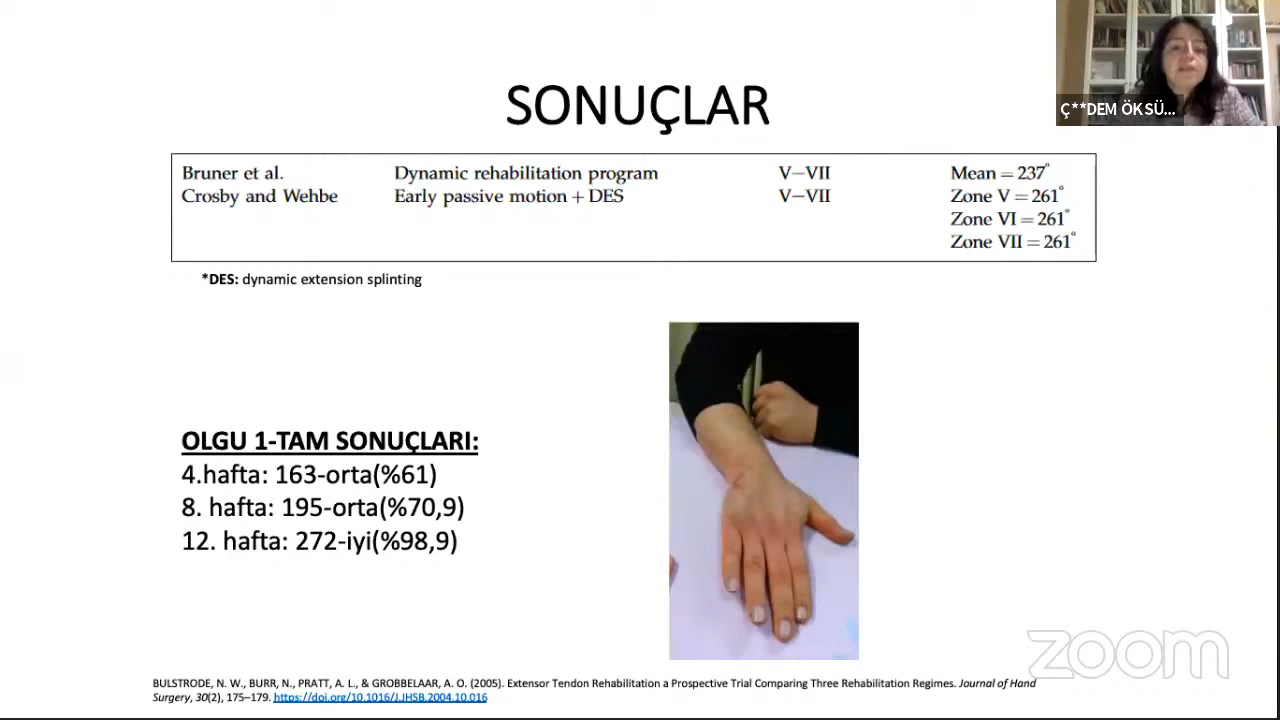 Ç**DEM ÖKSÜ...
SONUÇLAR
Bruner et al. Dynamic rehabilitation program V–VII Mean = 237°
Crosby and Wehbe Early passive motion + DES V–VII Zone V = 261°
Zone VI = 261°
Zone VII = 261°
*DES: dynamic extension splinting
OLGU 1-TAM SONUÇLARI:
4.hafta: 163-orta(%61)
8. hafta: 195-orta(%70,9)
12. hafta: 272-iyi(%98,9)
zoom
BULSTRODE, N. W., BURR, N., PRATT, A. L., & GROBBELAAR, A. O. (2005). Extensor Tendon Rehabilitation a Prospective Trial Comparing Three Rehabilitation Regimes. Journal of Hand
Surgery, 30(2), 175–179. https://doi.org/10.1016/J.JHSB.2004.10.016